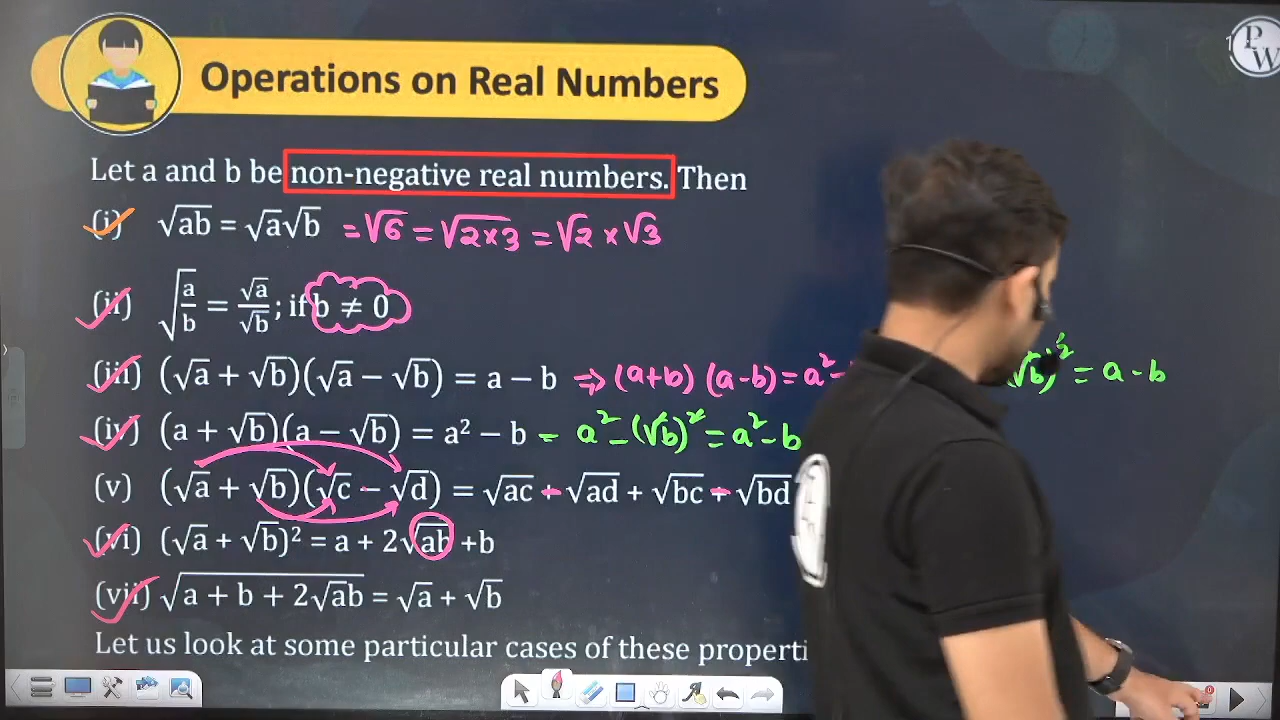 Operations on Real Numbers
PW
Let a and b be non-negative real numbers. Then
(i) √ab = √a√b = √6 = √2×3 = √2 × √3
(ii) √a/b = √a/√b ; if b ≠ 0
(iii) (√a + √b)(√a − √b) = a − b ⇒ (a+b) (a-b) = a² √b)² = a - b
(iv) (a + √b)(a − √b) = a² − b = a² - (√b)² = a² - b
(v) (√a + √b)(√c - √d) = √ac - √ad + √bc - √bd
(vi) (√a + √b)² = a + 2√ab +b
(vii) √a + b + 2√ab = √a + √b
Let us look at some particular cases of these properti